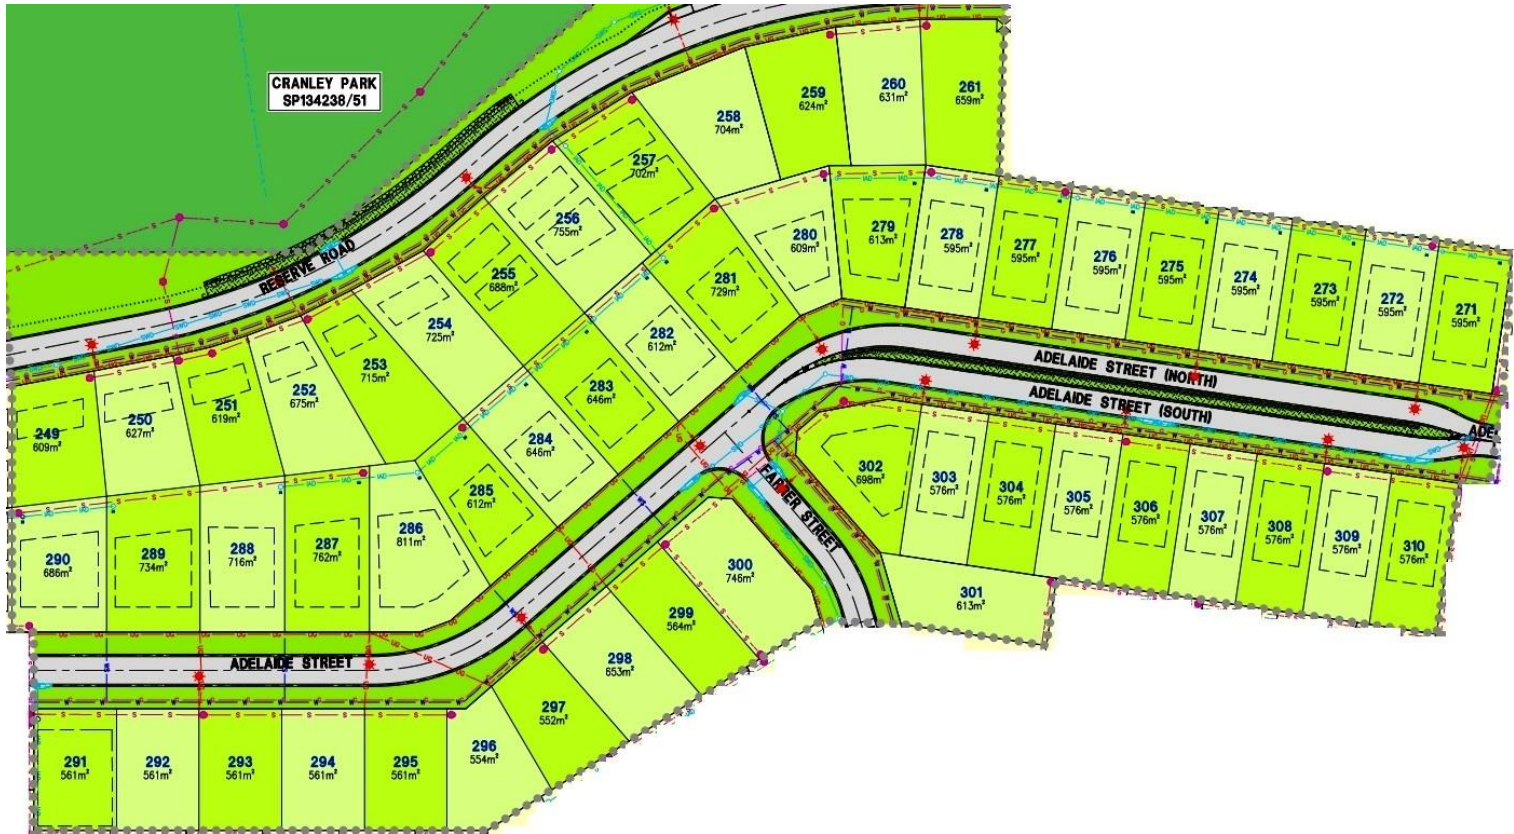 CRANLEY PARK
SP134238/51
RESERVE ROAD
261
659m²
260
631m²
259
624m²
258
704m²
257
702m²
256
755m²
255
688m²
254
725m²
253
715m²
252
675m²
251
619m²
250
627m²
249
609m²
280
609m²
279
613m²
278
595m²
277
595m²
276
595m²
275
595m²
274
595m²
273
595m²
272
595m²
271
595m²
281
729m²
282
612m²
283
646m²
284
646m²
285
612m²
286
811m²
287
762m²
288
716m²
289
734m²
290
686m²
ADELAIDE STREET (NORTH)
ADELAIDE STREET (SOUTH)
ADE
FARRER STREET
302
698m²
303
576m²
304
576m²
305
576m²
306
576m²
307
576m²
308
576m²
309
576m²
310
576m²
301
613m²
300
746m²
299
564m²
298
653m²
297
552m²
296
554m²
ADELAIDE STREET
291
561m²
292
561m²
293
561m²
294
561m²
295
561m²